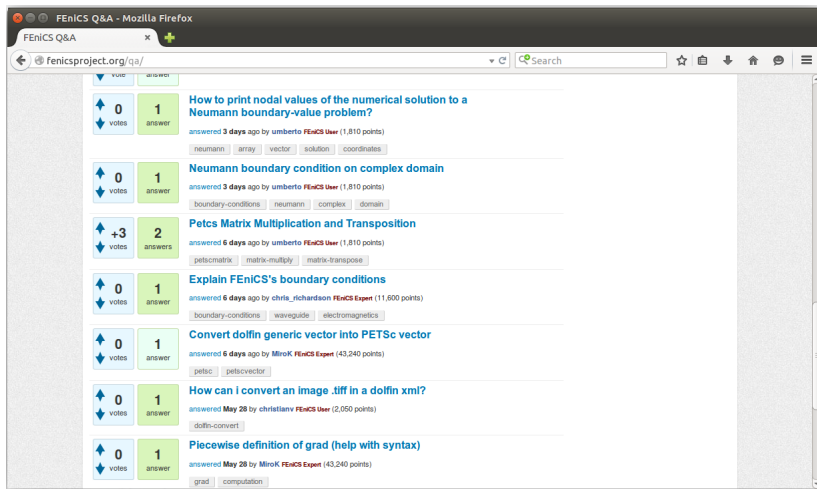 FEniCS Q&A - Mozilla Firefox
FEniCS Q&A
fenicsproject.org/qa/
Search
vote answer
0 votes
1 answer
How to print nodal values of the numerical solution to a
Neumann boundary-value problem?
answered 3 days ago by umberto FEniCS User (1,810 points)
neumann array vector solution coordinates
0 votes
1 answer
Neumann boundary condition on complex domain
answered 3 days ago by umberto FEniCS User (1,810 points)
boundary-conditions neumann complex domain
+3 votes
2 answers
Petcs Matrix Multiplication and Transposition
answered 6 days ago by umberto FEniCS User (1,810 points)
petscmatrix matrix-multiply matrix-transpose
0 votes
1 answer
Explain FEniCS's boundary conditions
answered 6 days ago by chris_richardson FEniCS Expert (11,600 points)
boundary-conditions waveguide electromagnetics
0 votes
1 answer
Convert dolfin generic vector into PETSc vector
answered 6 days ago by MiroK FEniCS Expert (43,240 points)
petsc petscvector
0 votes
1 answer
How can i convert an image .tiff in a dolfin xml?
answered May 28 by christianv FEniCS User (2,050 points)
dolfin-convert
0 votes
1 answer
Piecewise definition of grad (help with syntax)
answered May 28 by MiroK FEniCS Expert (43,240 points)
grad computation